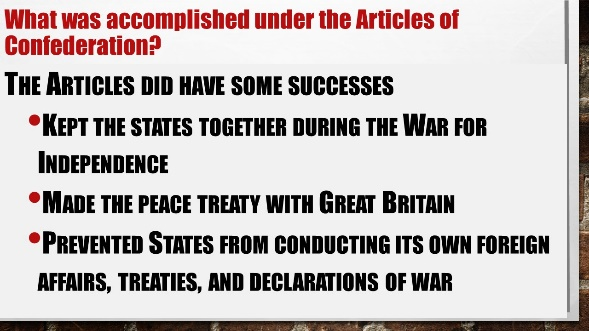 What was accomplished under the Articles of
Confederation?
The Articles did have some successes
•Kept the states together during the War for
Independence
•Made the peace treaty with Great Britain
•Prevented States from conducting its own foreign
affairs, treaties, and declarations of war